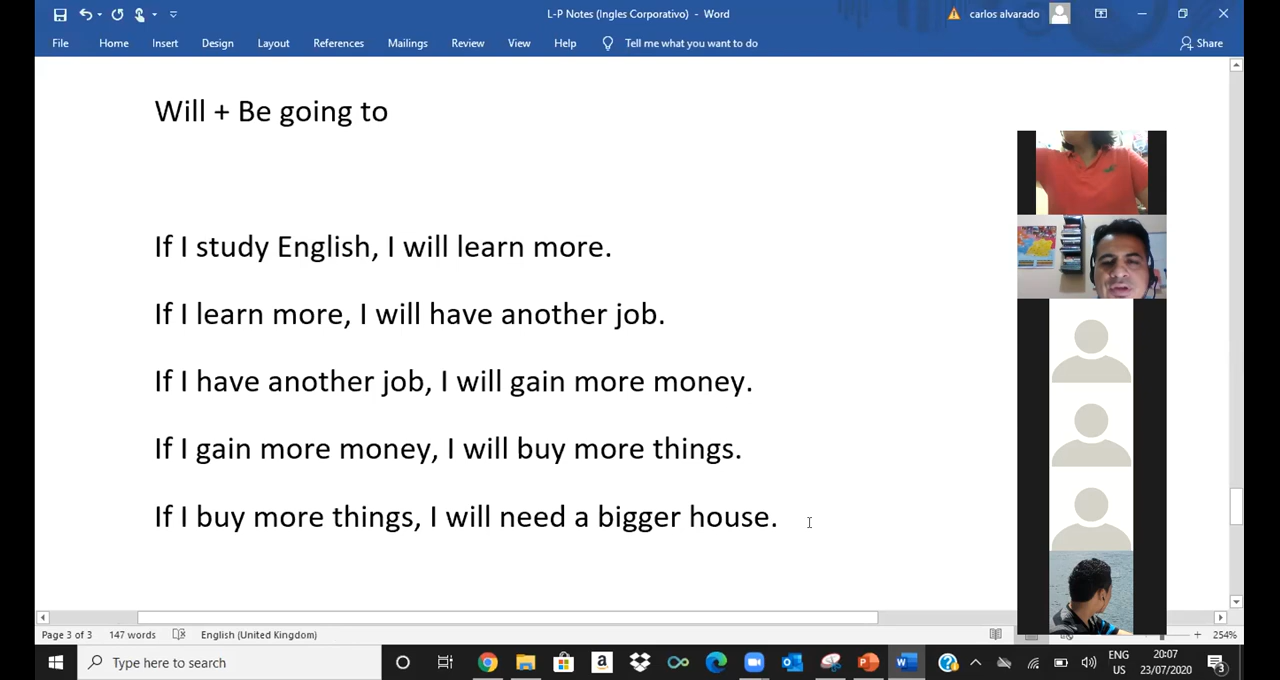 L-P Notes (Ingles Corporativo) - Word
carlos alvarado
File Home Insert Design Layout References Mailings Review View Help Tell me what you want to do Share
Will + Be going to
If I study English, I will learn more.
If I learn more, I will have another job.
If I have another job, I will gain more money.
If I gain more money, I will buy more things.
If I buy more things, I will need a bigger house.
Page 3 of 3 147 words English (United Kingdom) 254%
Type here to search
ENG
US
20:07
23/07/2020
3